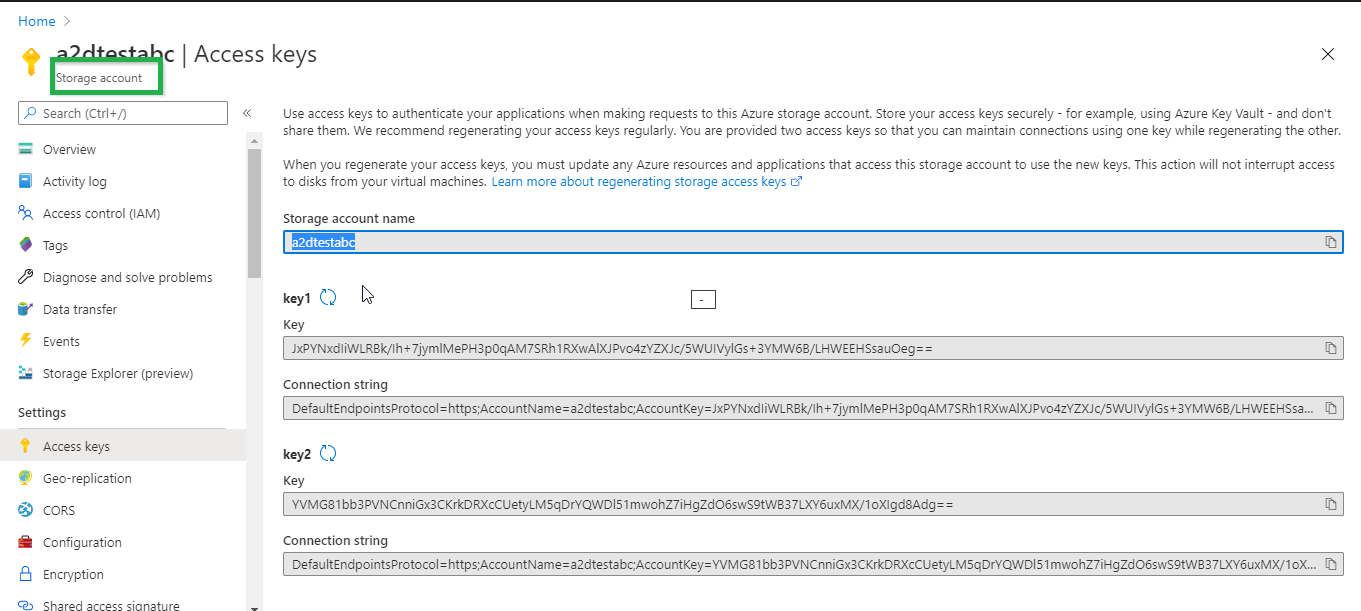 Home >
a2dtestabc | Access keys
Storage account
Search (Ctrl+/)
«
Overview
Activity log
Access control (IAM)
Tags
Diagnose and solve problems
Data transfer
Events
Storage Explorer (preview)
Settings
Access keys
Geo-replication
CORS
Configuration
Encryption
Shared access signature
Use access keys to authenticate your applications when making requests to this Azure storage account. Store your access keys securely - for example, using Azure Key Vault - and don't
share them. We recommend regenerating your access keys regularly. You are provided two access keys so that you can maintain connections using one key while regenerating the other.
When you regenerate your access keys, you must update any Azure resources and applications that access this storage account to use the new keys. This action will not interrupt access
to disks from your virtual machines. Learn more about regenerating storage access keys
Storage account name
a2dtestabc
key1
-
Key
JxPYNxdIiWLRBk/Ih+7jymlMePH3p0qAM7SRh1RXwAlXJPvo4zYZXJc/5WUIVylGs+3YMW6B/LHWEEHSsauOeg==
Connection string
DefaultEndpointsProtocol=https;AccountName=a2dtestabc;AccountKey=JxPYNxdIiWLRBk/Ih+7jymlMePH3p0qAM7SRh1RXwAlXJPvo4zYZXJc/5WUIVylGs+3YMW6B/LHWEEHSsa...
key2
Key
YVMG81bb3PVNCnniGx3CKrkDRXcCUetyLM5qDrYQWDl51mwohZ7iHgZdO6swS9tWB37LXY6uxMX/1oXIgd8Adg==
Connection string
DefaultEndpointsProtocol=https;AccountName=a2dtestabc;AccountKey=YVMG81bb3PVNCnniGx3CKrkDRXcCUetyLM5qDrYQWDl51mwohZ7iHgZdO6swS9tWB37LXY6uxMX/1oX...